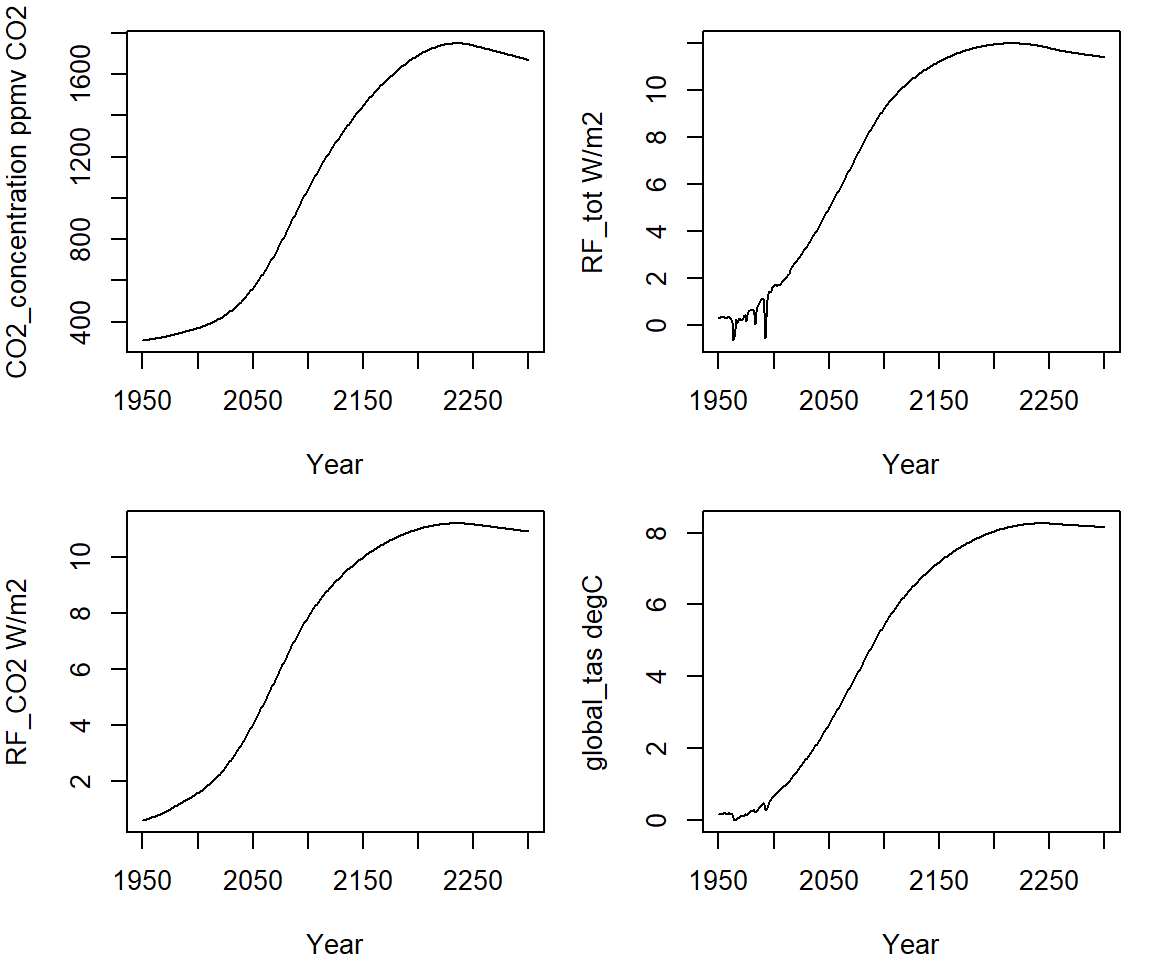 CO2_concentration ppmv CO2
400 800 1200 1600
1950 2050 2150 2250
Year
RF_tot W/m2
0 2 4 6 8 10
1950 2050 2150 2250
Year
RF_CO2 W/m2
2 4 6 8 10
1950 2050 2150 2250
Year
global_tas degC
0 2 4 6 8
1950 2050 2150 2250
Year